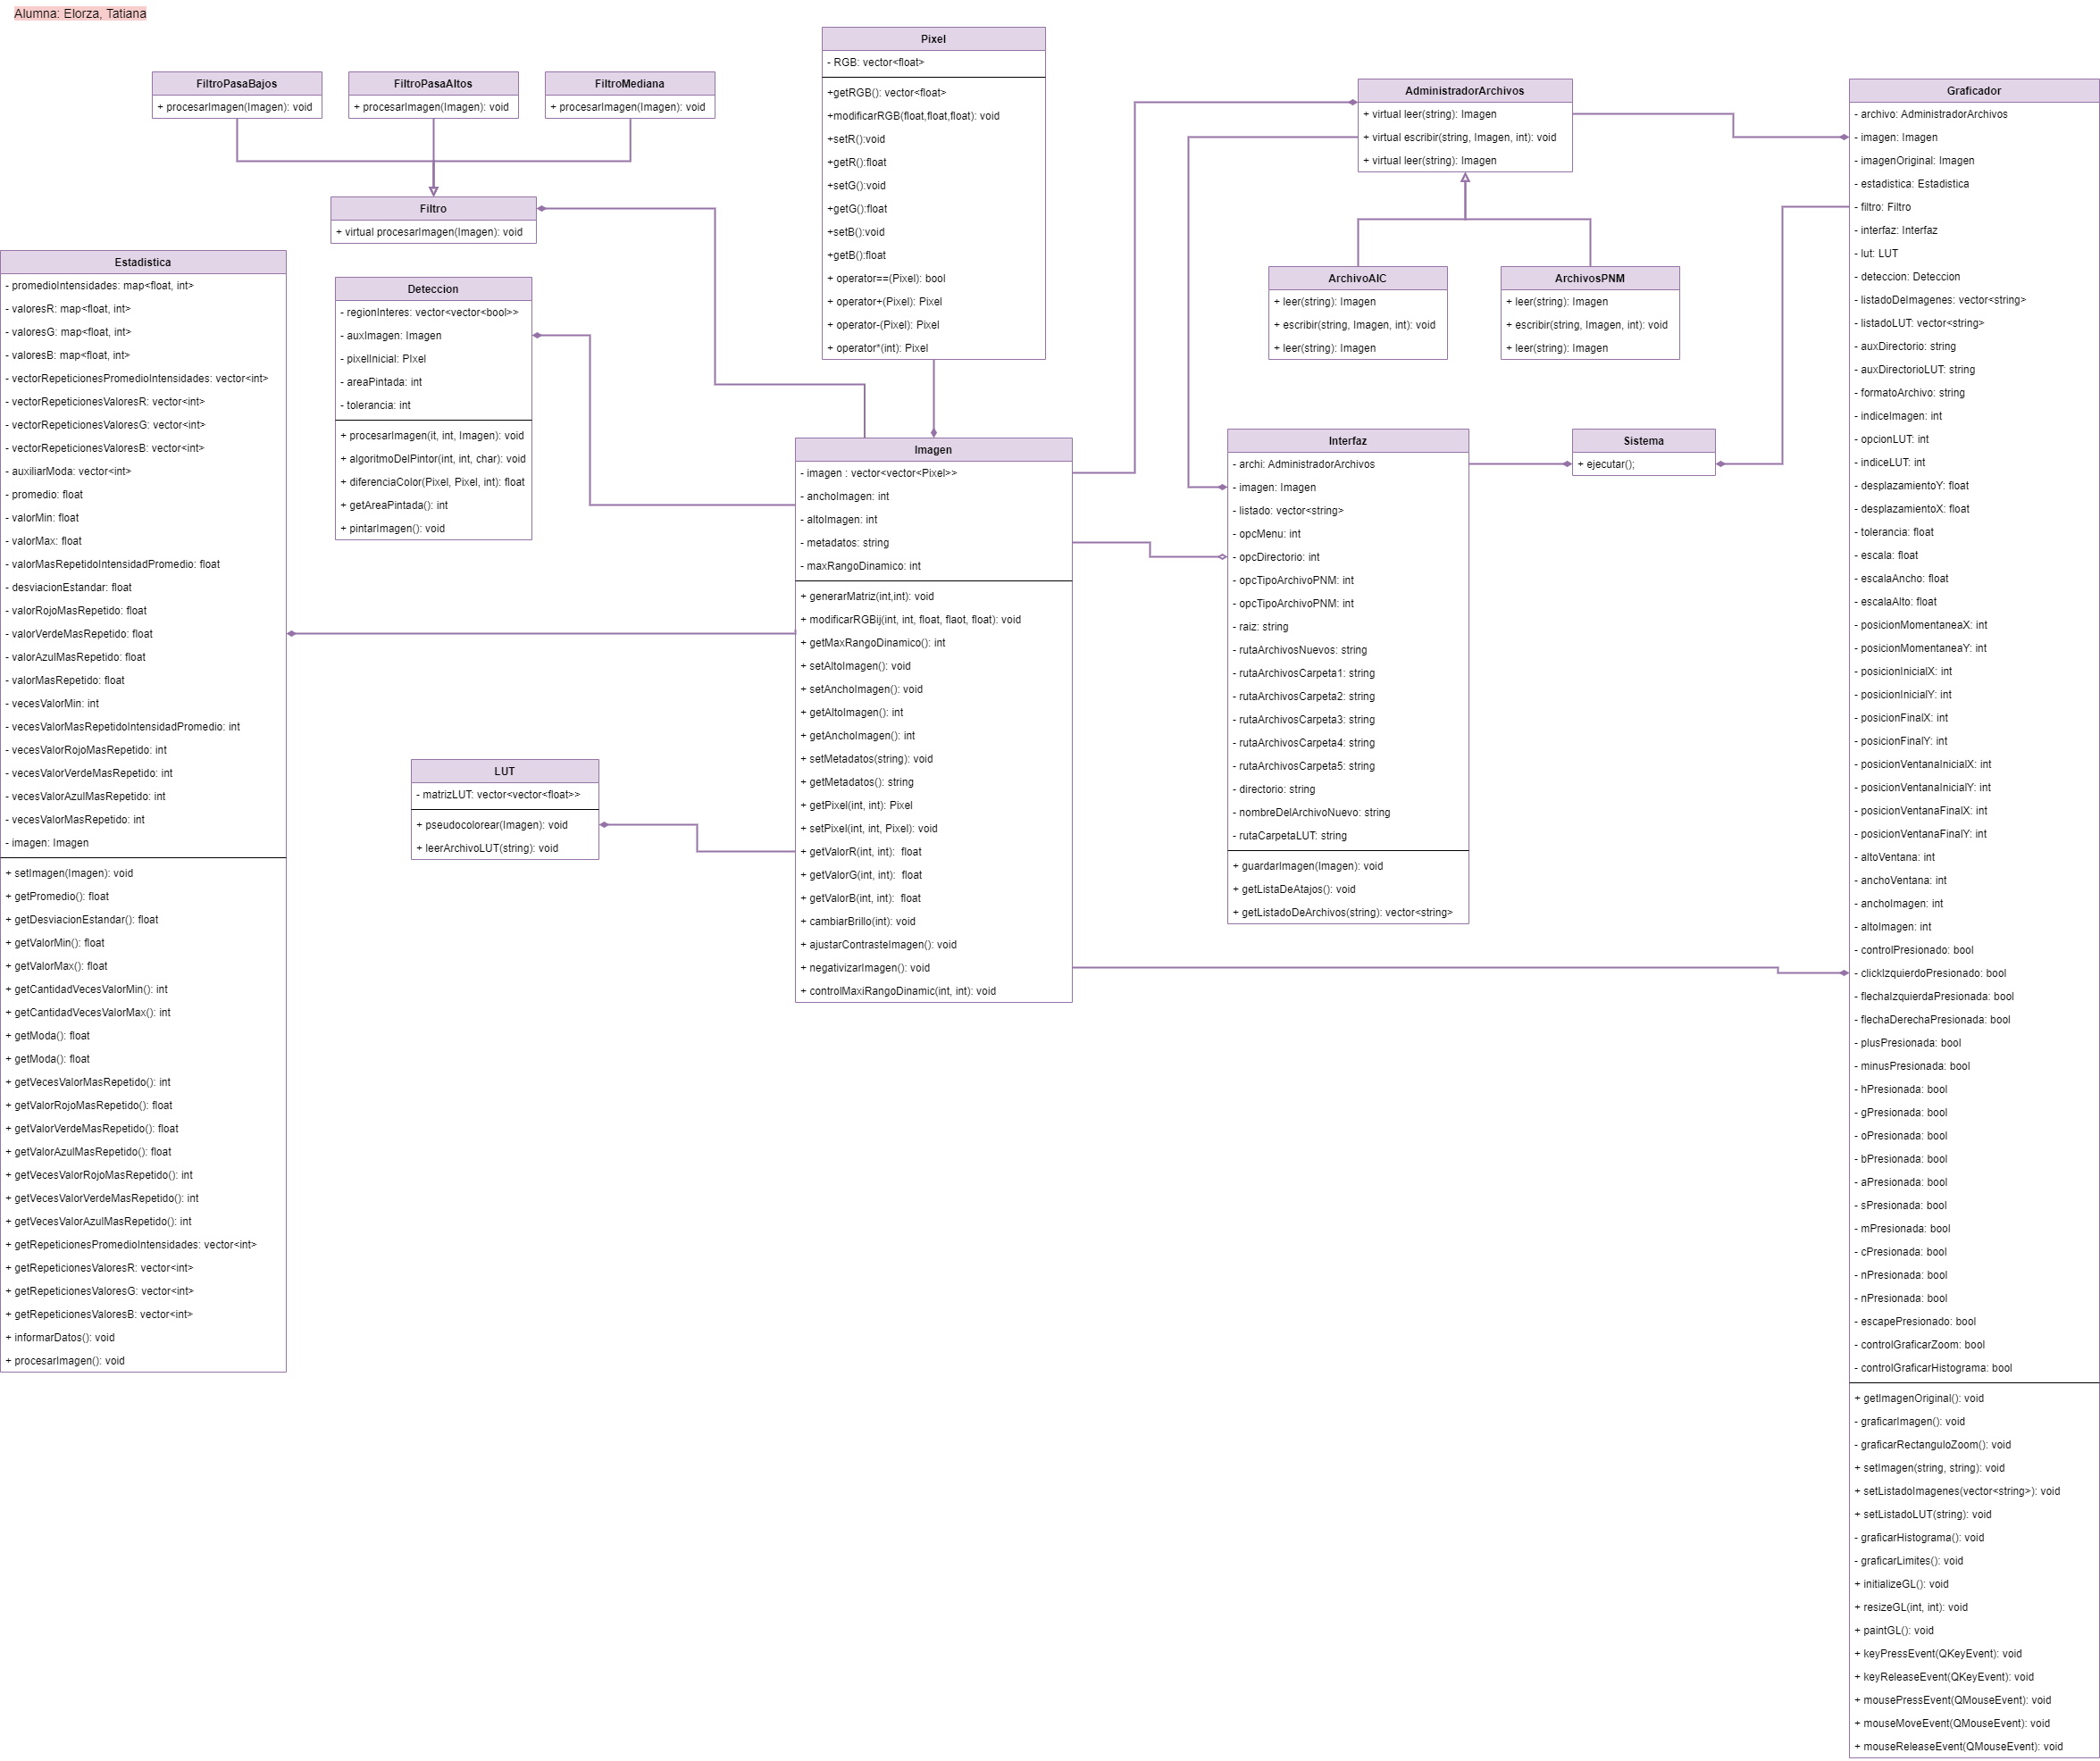 Alumna: Elorza, Tatiana
FiltroPasaBajos
+ procesarImagen(Imagen): void
FiltroPasaAltos
+ procesarImagen(Imagen): void
FiltroMediana
+ procesarImagen(Imagen): void
Filtro
+ virtual procesarImagen(Imagen): void
Estadistica
- promedioIntensidades: map<float, int>
- valoresR: map<float, int>
- valoresG: map<float, int>
- valoresB: map<float, int>
- vectorRepeticionesPromedioIntensidades: vector<int>
- vectorRepeticionesValoresR: vector<int>
- vectorRepeticionesValoresG: vector<int>
- vectorRepeticionesValoresB: vector<int>
- auxiliarModa: vector<int>
- promedio: float
- valorMin: float
- valorMax: float
- valorMasRepetidoIntensidadPromedio: float
- desviacionEstandar: float
- valorRojoMasRepetido: float
- valorVerdeMasRepetido: float
- valorAzulMasRepetido: float
- valorMasRepetido: float
- vecesValorMin: int
- vecesValorMasRepetidoIntensidadPromedio: int
- vecesValorRojoMasRepetido: int
- vecesValorVerdeMasRepetido: int
- vecesValorAzulMasRepetido: int
- vecesValorMasRepetido: int
- imagen: Imagen
+ setImagen(Imagen): void
+ getPromedio(): float
+ getDesviacionEstandar(): float
+ getValorMin(): float
+ getValorMax(): float
+ getCantidadVecesValorMin(): int
+ getCantidadVecesValorMax(): int
+ getModa(): float
+ getModa(): float
+ getVecesValorMasRepetido(): int
+ getValorRojoMasRepetido(): float
+ getValorVerdeMasRepetido(): float
+ getValorAzulMasRepetido(): float
+ getVecesValorRojoMasRepetido(): int
+ getVecesValorVerdeMasRepetido(): int
+ getVecesValorAzulMasRepetido(): int
+ getRepeticionesPromedioIntensidades: vector<int>
+ getRepeticionesValoresR: vector<int>
+ getRepeticionesValoresG: vector<int>
+ getRepeticionesValoresB: vector<int>
+ informarDatos(): void
+ procesarImagen(): void
Deteccion
- regionInteres: vector<vector<bool>>
- auxImagen: Imagen
- pixelInicial: PIxel
- areaPintada: int
- tolerancia: int
+ procesarImagen(it, int, Imagen): void
+ algoritmoDelPintor(int, int, char): void
+ diferenciaColor(Pixel, Pixel, int): float
+ getAreaPintada(): int
+ pintarImagen(): void
LUT
- matrizLUT: vector<vector<float>>
+ pseudocolorear(Imagen): void
+ leerArchivoLUT(string): void
Pixel
- RGB: vector<float>
+getRGB(): vector<float>
+modificarRGB(float,float,float): void
+setR():void
+getR():float
+setG():void
+getG():float
+setB():void
+getB():float
+ operator==(Pixel): bool
+ operator+(Pixel): Pixel
+ operator-(Pixel): Pixel
+ operator*(int): Pixel
Imagen
- imagen : vector<vector<Pixel>>
- anchoImagen: int
- altoImagen: int
- metadatos: string
- maxRangoDinamico: int
+ generarMatriz(int,int): void
+ modificarRGBij(int, int, float, flaot, float): void
+ getMaxRangoDinamico(): int
+ setAltoImagen(): void
+ setAnchoImagen(): void
+ getAltoImagen(): int
+ getAnchoImagen(): int
+ setMetadatos(string): void
+ getMetadatos(): string
+ getPixel(int, int): Pixel
+ setPixel(int, int, Pixel): void
+ getValorR(int, int):  float
+ getValorG(int, int):  float
+ getValorB(int, int):  float
+ cambiarBrillo(int): void
+ ajustarContrasteImagen(): void
+ negativizarImagen(): void
+ controlMaxiRangoDinamic(int, int): void
AdministradorArchivos
+ virtual leer(string): Imagen
+ virtual escribir(string, Imagen, int): void
+ virtual leer(string): Imagen
ArchivoAIC
+ leer(string): Imagen
+ escribir(string, Imagen, int): void
+ leer(string): Imagen
ArchivosPNM
+ leer(string): Imagen
+ escribir(string, Imagen, int): void
+ leer(string): Imagen
Interfaz
- archi: AdministradorArchivos
- imagen: Imagen
- listado: vector<string>
- opcMenu: int
- opcDirectorio: int
- opcTipoArchivoPNM: int
- opcTipoArchivoPNM: int
- raiz: string
- rutaArchivosNuevos: string
- rutaArchivosCarpeta1: string
- rutaArchivosCarpeta2: string
- rutaArchivosCarpeta3: string
- rutaArchivosCarpeta4: string
- rutaArchivosCarpeta5: string
- directorio: string
- nombreDelArchivoNuevo: string
- rutaCarpetaLUT: string
+ guardarImagen(Imagen): void
+ getListaDeAtajos(): void
+ getListadoDeArchivos(string): vector<string>
Sistema
+ ejecutar();
Graficador
- archivo: AdministradorArchivos
- imagen: Imagen
- imagenOriginal: Imagen
- estadistica: Estadistica
- filtro: Filtro
- interfaz: Interfaz
- lut: LUT
- deteccion: Deteccion
- listadoDeImagenes: vector<string>
- listadoLUT: vector<string>
- auxDirectorio: string
- auxDirectorioLUT: string
- formatoArchivo: string
- indiceImagen: int
- opcionLUT: int
- indiceLUT: int
- desplazamientoY: float
- desplazamientoX: float
- tolerancia: float
- escala: float
- escalaAncho: float
- escalaAlto: float
- posicionMomentaneaX: int
- posicionMomentaneaY: int
- posicionInicialX: int
- posicionInicialY: int
- posicionFinalX: int
- posicionFinalY: int
- posicionVentanaInicialX: int
- posicionVentanaInicialY: int
- posicionVentanaFinalX: int
- posicionVentanaFinalY: int
- altoVentana: int
- anchoVentana: int
- anchoImagen: int
- altoImagen: int
- controlPresionado: bool
- clickIzquierdoPresionado: bool
- flechaIzquierdaPresionada: bool
- flechaDerechaPresionada: bool
- plusPresionada: bool
- minusPresionada: bool
- hPresionada: bool
- gPresionada: bool
- oPresionada: bool
- bPresionada: bool
- aPresionada: bool
- sPresionada: bool
- mPresionada: bool
- cPresionada: bool
- nPresionada: bool
- nPresionada: bool
- escapePresionado: bool
- controlGraficarZoom: bool
- controlGraficarHistograma: bool
+ getImagenOriginal(): void
- graficarImagen(): void
- graficarRectanguloZoom(): void
+ setImagen(string, string): void
+ setListadoImagenes(vector<string>): void
+ setListadoLUT(string): void
- graficarHistograma(): void
- graficarLimites(): void
+ initializeGL(): void
+ resizeGL(int, int): void
+ paintGL(): void
+ keyPressEvent(QKeyEvent): void
+ keyReleaseEvent(QKeyEvent): void
+ mousePressEvent(QMouseEvent): void
+ mouseMoveEvent(QMouseEvent): void
+ mouseReleaseEvent(QMouseEvent): void